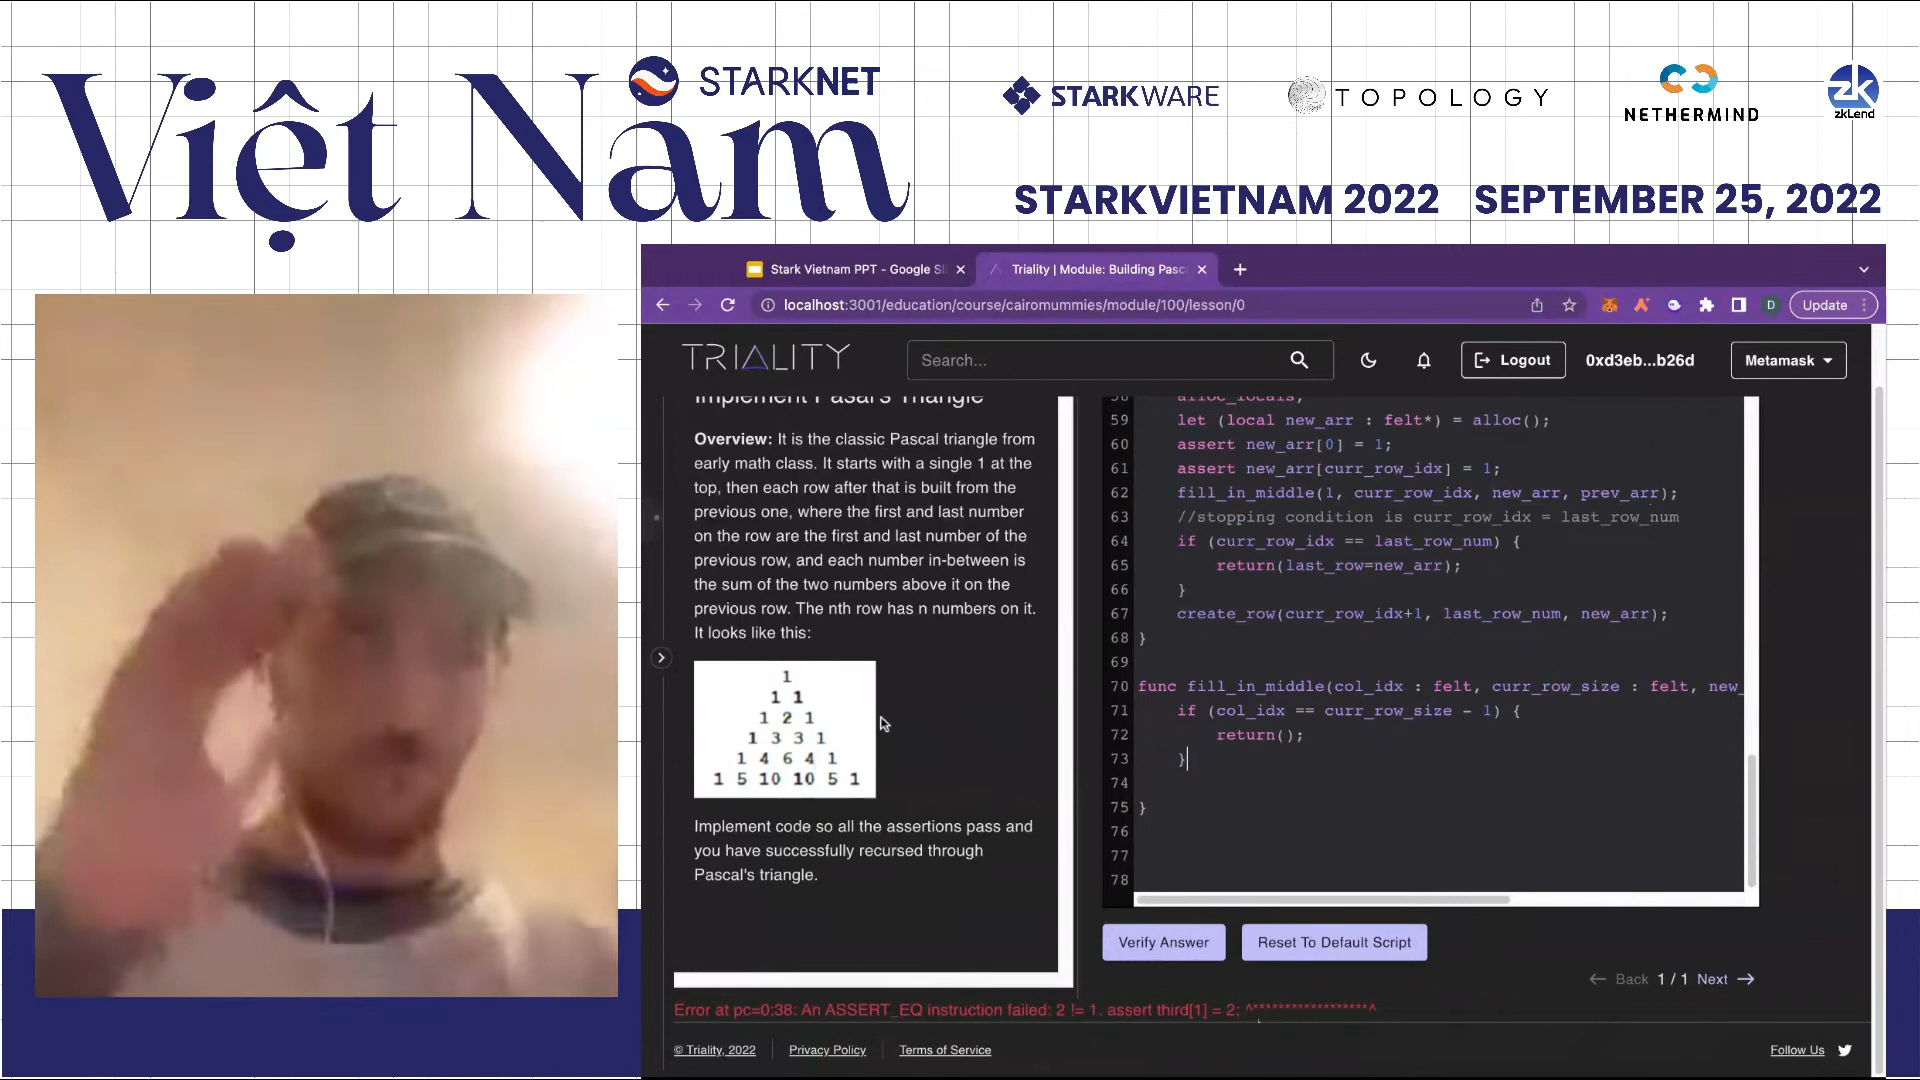 Việt Nam
STARKNET
STARKWARE
TOPOLOGY
NETHERMIND
zk
zkLend
STARKVIETNAM 2022 SEPTEMBER 25, 2022
Stark Vietnam PPT - Google Sl
Triality | Module: Building Pasc
localhost:3001/education/course/cairomummies/module/100/lesson/0
D
Update
TRIALITY
Search...
Logout
0xd3eb...b26d
Metamask
Implement Pasal's Triangle
Overview: It is the classic Pascal triangle from
early math class. It starts with a single 1 at the
top, then each row after that is built from the
previous one, where the first and last number
on the row are the first and last number of the
previous row, and each number in-between is
the sum of the two numbers above it on the
previous row. The nth row has n numbers on it.
It looks like this:
1
1 1
1 2 1
1 3 3 1
1 4 6 4 1
1 5 10 10 5 1
Implement code so all the assertions pass and
you have successfully recursed through
Pascal's triangle.
58 alloc_locals;
59 let (local new_arr : felt*) = alloc();
60 assert new_arr[0] = 1;
61 assert new_arr[curr_row_idx] = 1;
62 fill_in_middle(1, curr_row_idx, new_arr, prev_arr);
63 //stopping condition is curr_row_idx = last_row_num
64 if (curr_row_idx == last_row_num) {
65 return(last_row=new_arr);
66 }
67 create_row(curr_row_idx+1, last_row_num, new_arr);
68 }
69
70 func fill_in_middle(col_idx : felt, curr_row_size : felt, new_
71 if (col_idx == curr_row_size - 1) {
72 return();
73 }
74
75 }
76
77
78
Verify Answer
Reset To Default Script
Back 1 / 1 Next
Error at pc=0:38: An ASSERT_EQ instruction failed: 2 != 1. assert third[1] = 2; ^******************^
© Triality, 2022
Privacy Policy
Terms of Service
Follow Us